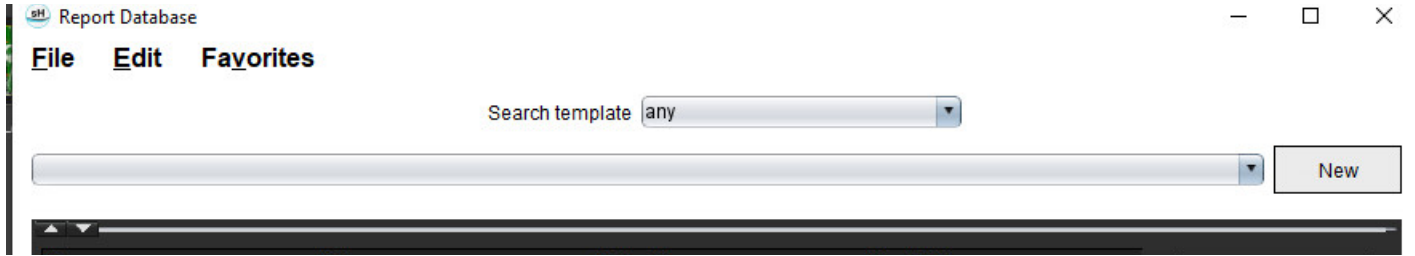 sH Report Database
File Edit Favorites
Search template any
New